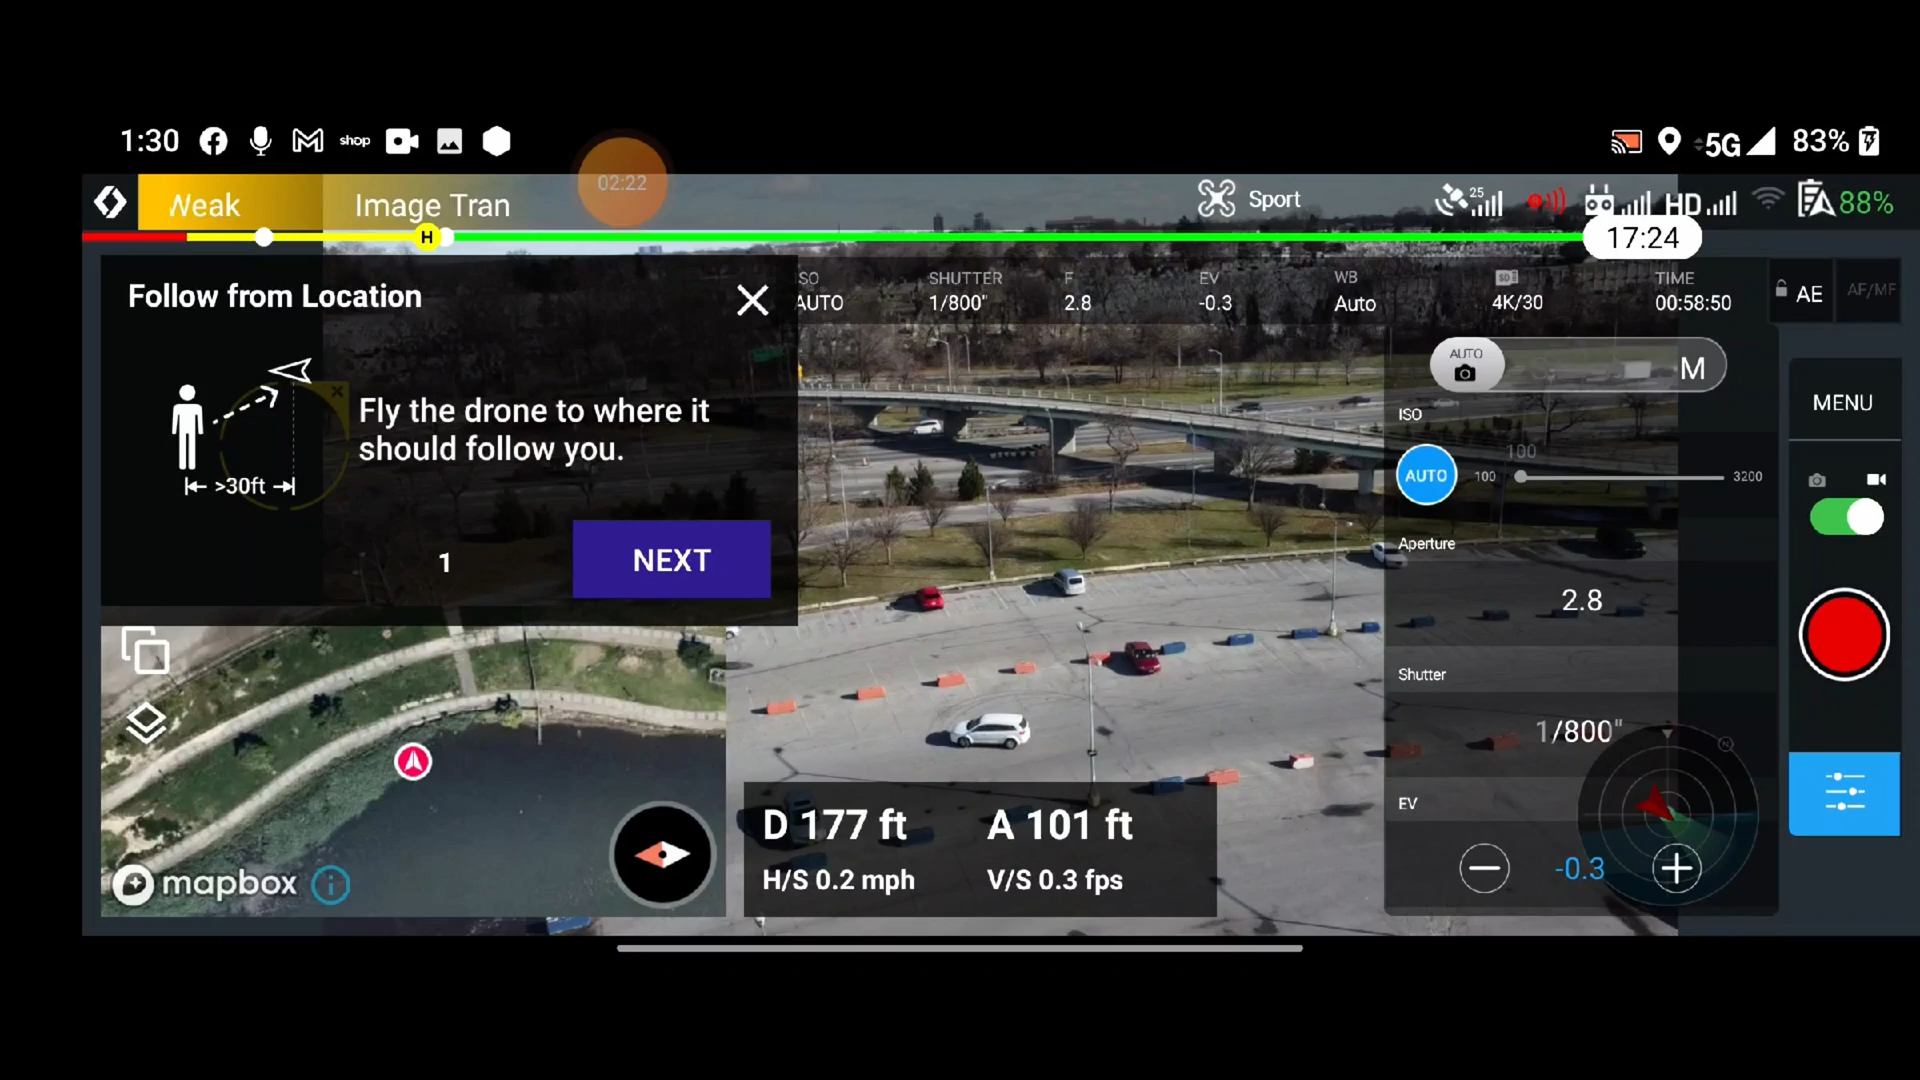 1:30
shop
02:22
5G
83%
Weak
Image Tran
Sport
25
HD
88%
H
17:24
Follow from Location
Fly the drone to where it
should follow you.
>30ft
1
NEXT
ISO
AUTO
SHUTTER
1/800"
F
2.8
EV
-0.3
WB
Auto
SD
4K/30
TIME
00:58:50
AE
AF/MF
AUTO
M
ISO
AUTO
100
100
3200
Aperture
2.8
Shutter
1/800"
EV
-0.3
N
MENU
D 177 ft
A 101 ft
H/S 0.2 mph
V/S 0.3 fps
mapbox